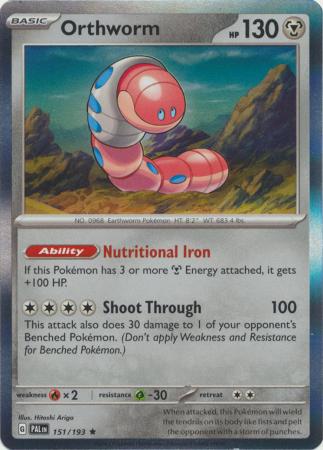 BASIC Orthworm HP 130
NO. 0968 Earthworm Pokémon HT: 8'2" WT: 683.4 lbs.
Ability Nutritional Iron
If this Pokémon has 3 or more Energy attached, it gets
+100 HP.
Shoot Through 100
This attack also does 30 damage to 1 of your opponent's
Benched Pokémon. (Don't apply Weakness and Resistance
for Benched Pokémon.)
weakness ×2 resistance -30 retreat
Illus. Hitoshi Ariga
G PAL EN 151/193 ★
When attacked, this Pokémon will wield
the tendrils on its body like fists and pelt
the opponent with a storm of punches.